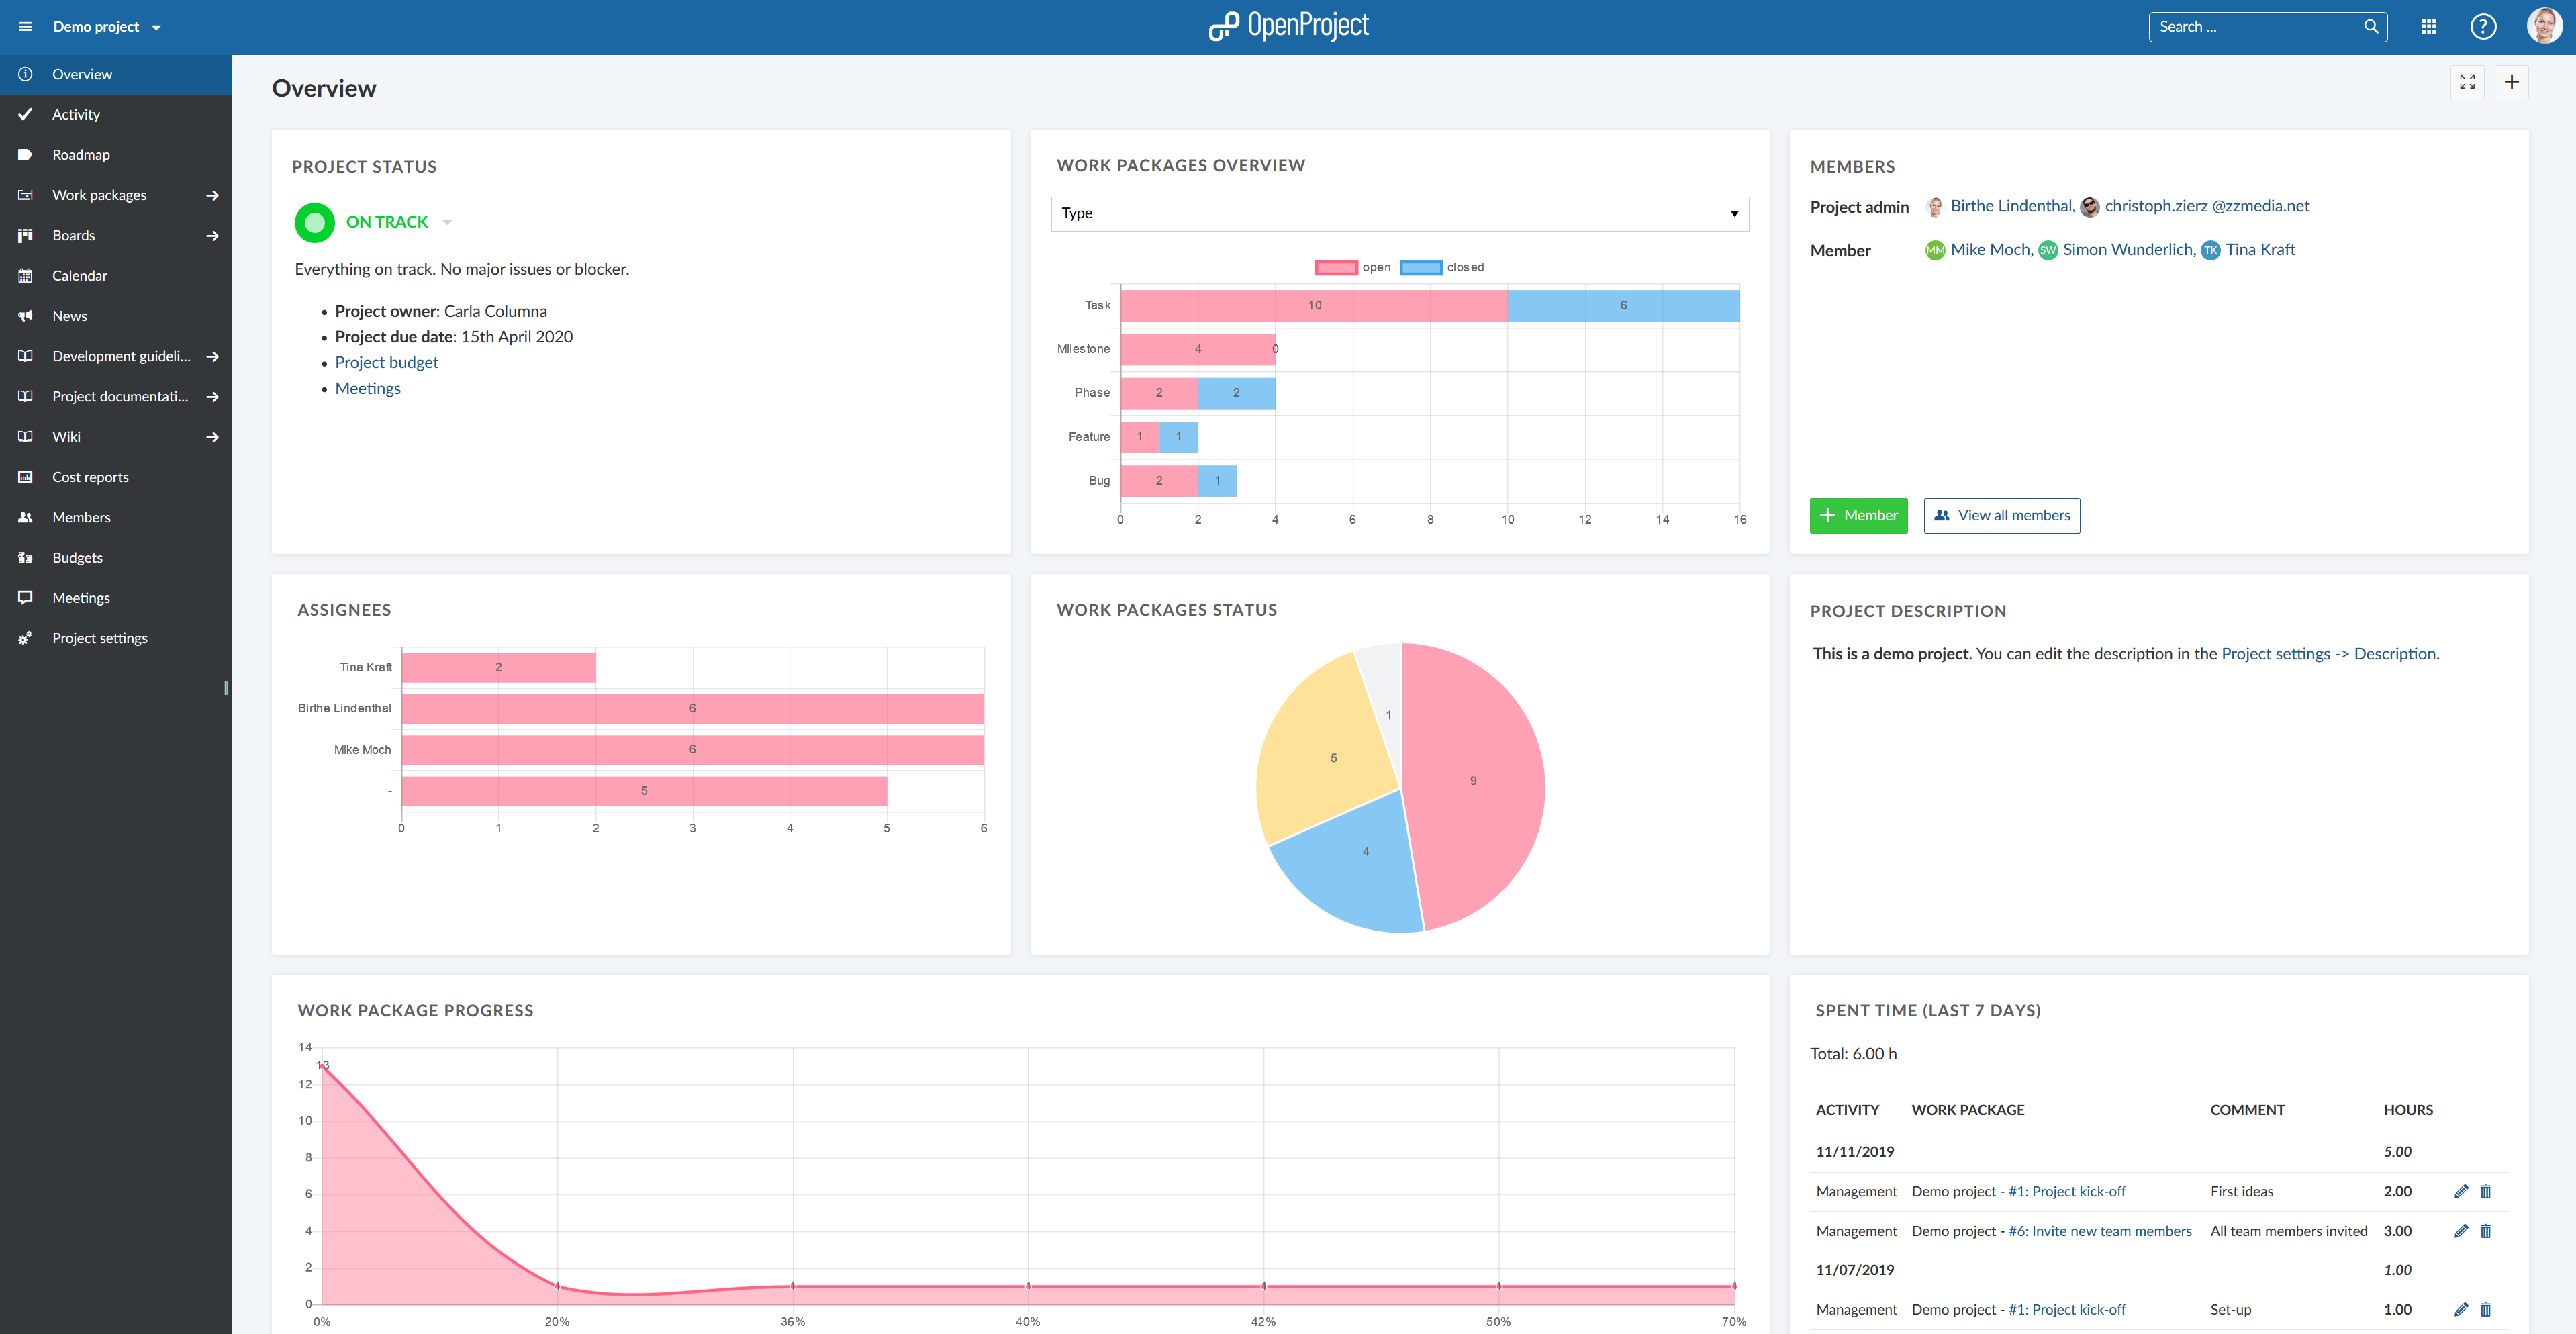 Demo project
OpenProject
Search ...
?
Overview
Activity
Roadmap
Work packages
Boards
Calendar
News
Development guideli...
Project documentati...
Wiki
Cost reports
Members
Budgets
Meetings
Project settings
Overview
PROJECT STATUS
ON TRACK
Everything on track. No major issues or blocker.
• Project owner: Carla Columna
• Project due date: 15th April 2020
• Project budget
• Meetings
WORK PACKAGES OVERVIEW
Type
open closed
Task 10 6
Milestone 4 0
Phase 2 2
Feature 1 1
Bug 2 1
0 2 4 6 8 10 12 14 16
MEMBERS
Project admin Birthe Lindenthal, christoph.zierz @zzmedia.net
Member MM Mike Moch, SW Simon Wunderlich, TK Tina Kraft
+ Member View all members
ASSIGNEES
Tina Kraft 2
Birthe Lindenthal 6
Mike Moch 6
- 5
0 1 2 3 4 5 6
WORK PACKAGES STATUS
1
5
9
4
PROJECT DESCRIPTION
This is a demo project. You can edit the description in the Project settings -> Description.
WORK PACKAGE PROGRESS
14
13
12
10
8
6
4
2
1 1 1 1 1 1
0
0% 20% 36% 40% 42% 50% 70%
SPENT TIME (LAST 7 DAYS)
Total: 6.00 h
ACTIVITY WORK PACKAGE COMMENT HOURS
11/11/2019 5.00
Management Demo project - #1: Project kick-off First ideas 2.00
Management Demo project - #6: Invite new team members All team members invited 3.00
11/07/2019 1.00
Management Demo project - #1: Project kick-off Set-up 1.00